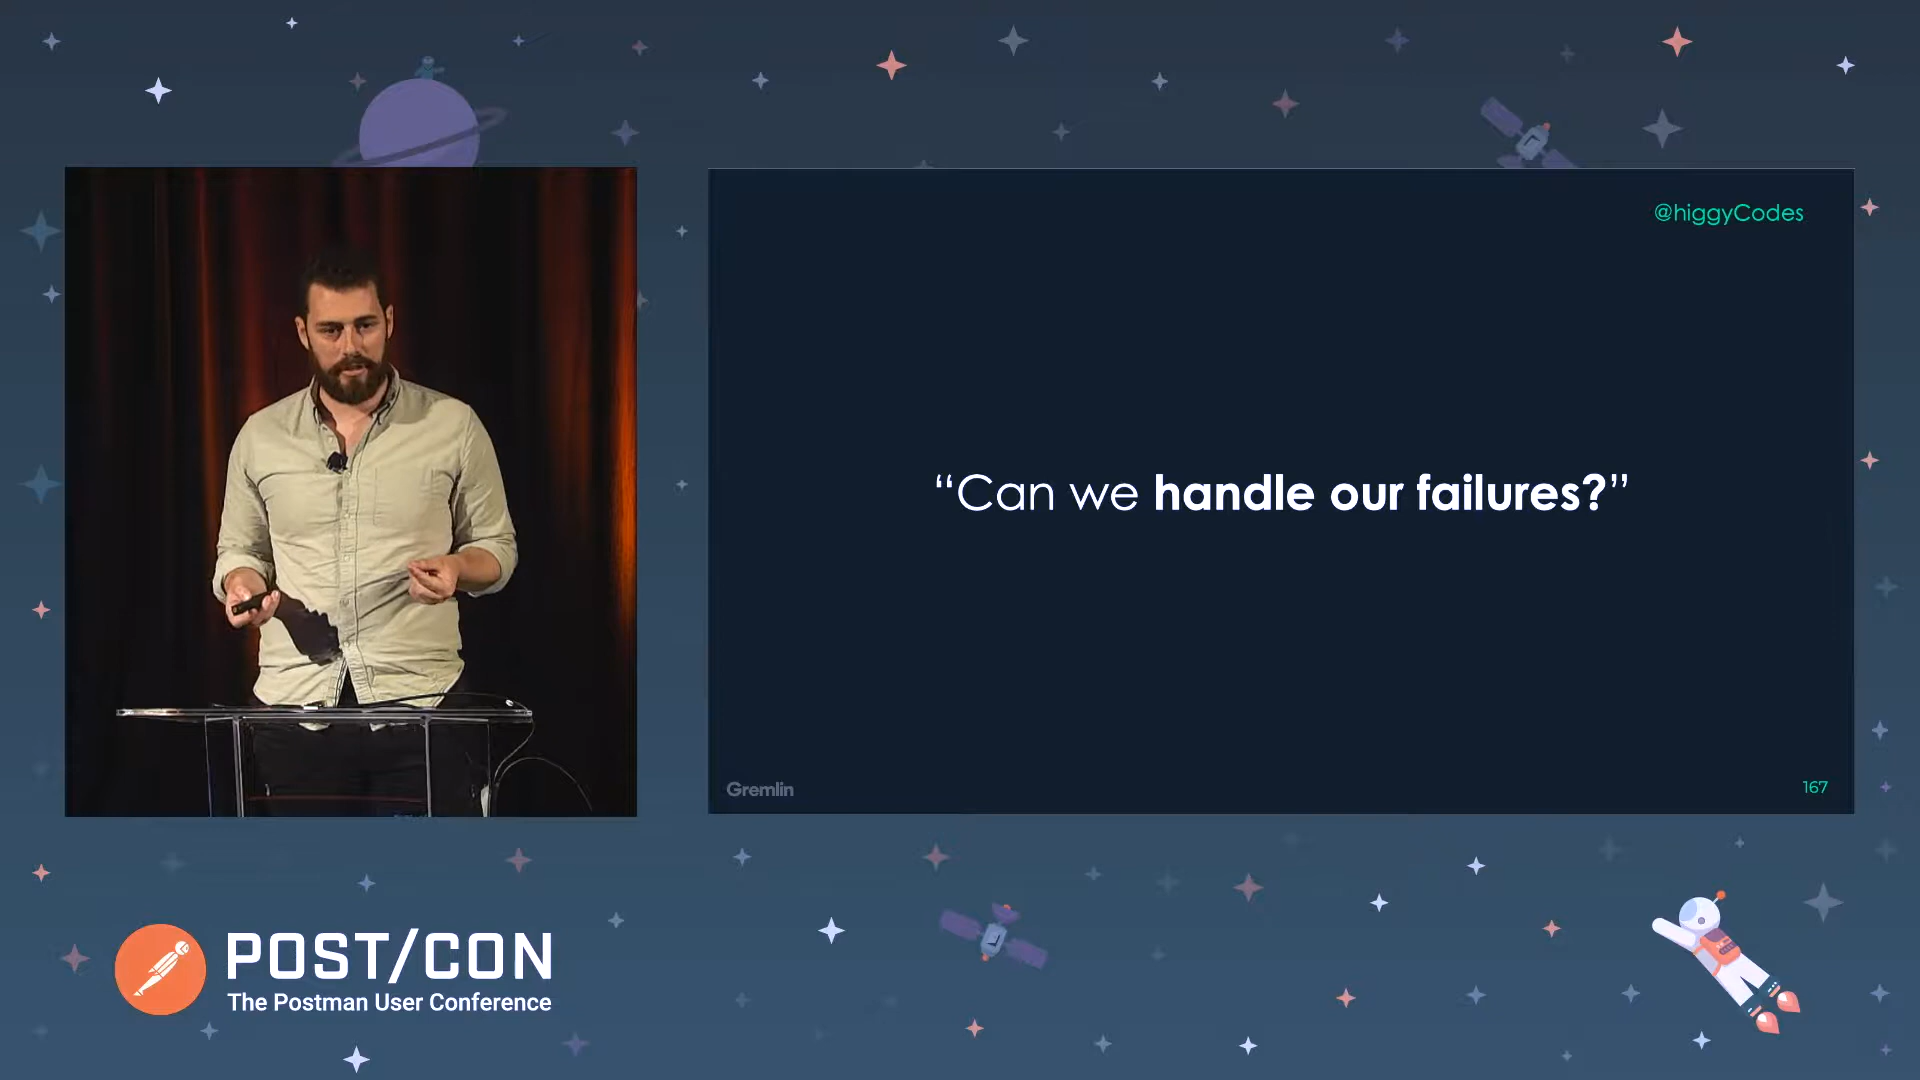 @higgyCodes
“Can we handle our failures?”
Gremlin
167
POST/CON
The Postman User Conference